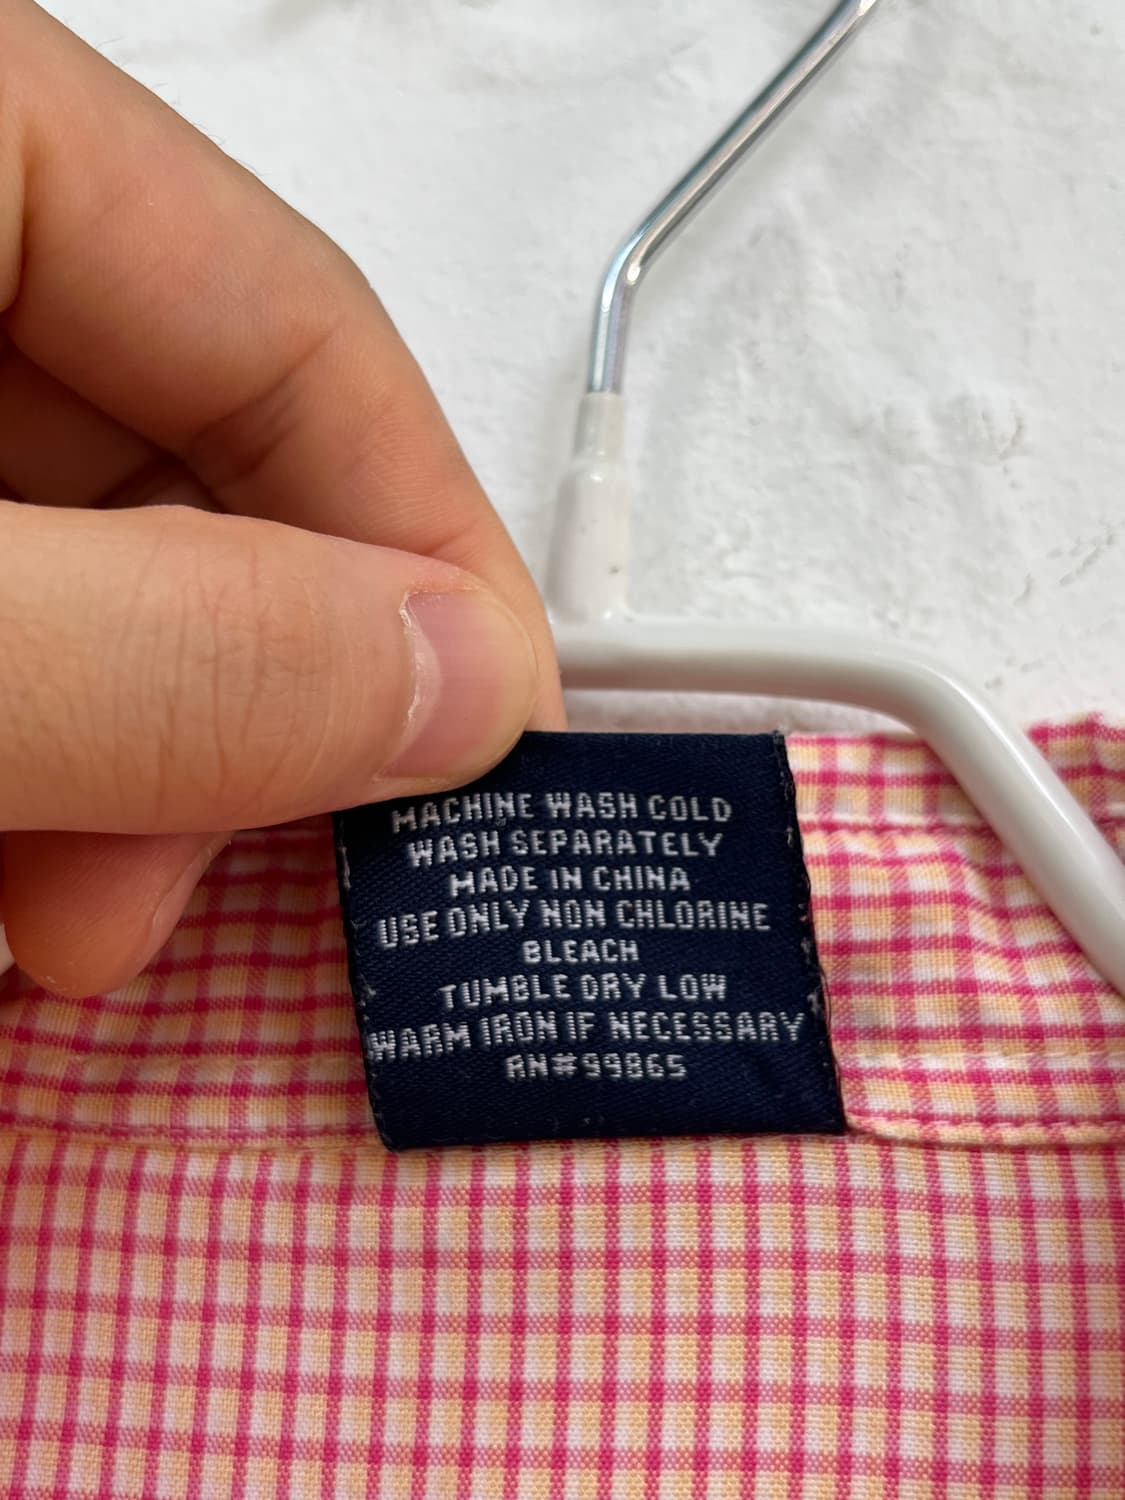 MACHINE WASH COLD
WASH SEPARATELY
MADE IN CHINA
USE ONLY NON CHLORINE
BLEACH
TUMBLE DRY LOW
WARM IRON IF NECESSARY
RN#99865